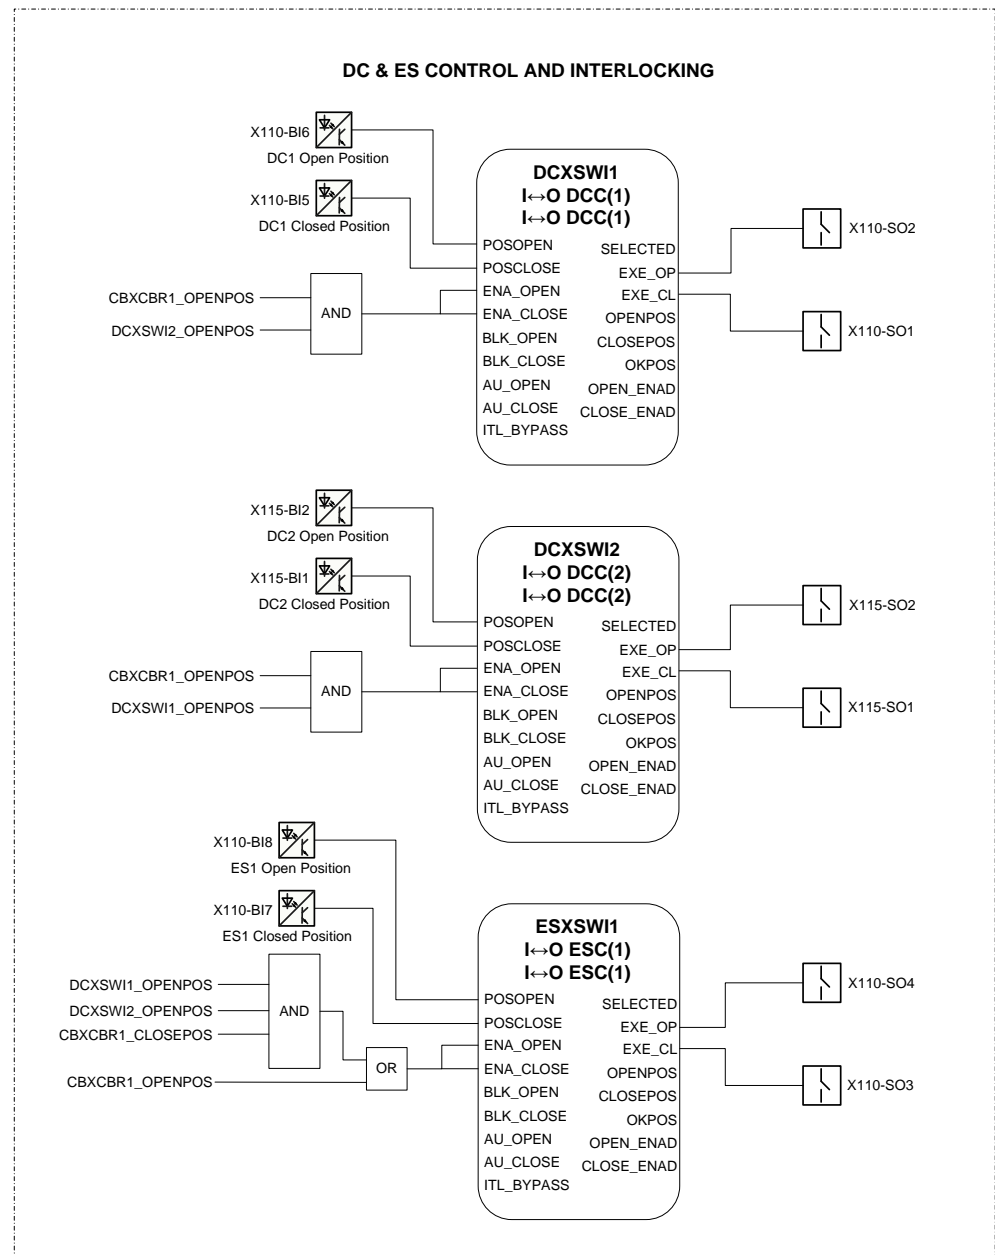 DC & ES CONTROL AND INTERLOCKING
X110-BI6
DC1 Open Position
X110-BI5
DC1 Closed Position
CBXCBR1_OPENPOS
DCXSWI2_OPENPOS
AND
DCXSWI1
I↔O DCC(1)
I↔O DCC(1)
POSOPEN
POSCLOSE
ENA_OPEN
ENA_CLOSE
BLK_OPEN
BLK_CLOSE
AU_OPEN
AU_CLOSE
ITL_BYPASS
SELECTED
EXE_OP
EXE_CL
OPENPOS
CLOSEPOS
OKPOS
OPEN_ENAD
CLOSE_ENAD
X110-SO2
X110-SO1
X115-BI2
DC2 Open Position
X115-BI1
DC2 Closed Position
CBXCBR1_OPENPOS
DCXSWI1_OPENPOS
AND
DCXSWI2
I↔O DCC(2)
I↔O DCC(2)
POSOPEN
POSCLOSE
ENA_OPEN
ENA_CLOSE
BLK_OPEN
BLK_CLOSE
AU_OPEN
AU_CLOSE
ITL_BYPASS
SELECTED
EXE_OP
EXE_CL
OPENPOS
CLOSEPOS
OKPOS
OPEN_ENAD
CLOSE_ENAD
X115-SO2
X115-SO1
X110-BI8
ES1 Open Position
X110-BI7
ES1 Closed Position
DCXSWI1_OPENPOS
DCXSWI2_OPENPOS
CBXCBR1_CLOSEPOS
AND
CBXCBR1_OPENPOS
OR
ESXSWI1
I↔O ESC(1)
I↔O ESC(1)
POSOPEN
POSCLOSE
ENA_OPEN
ENA_CLOSE
BLK_OPEN
BLK_CLOSE
AU_OPEN
AU_CLOSE
ITL_BYPASS
SELECTED
EXE_OP
EXE_CL
OPENPOS
CLOSEPOS
OKPOS
OPEN_ENAD
CLOSE_ENAD
X110-SO4
X110-SO3